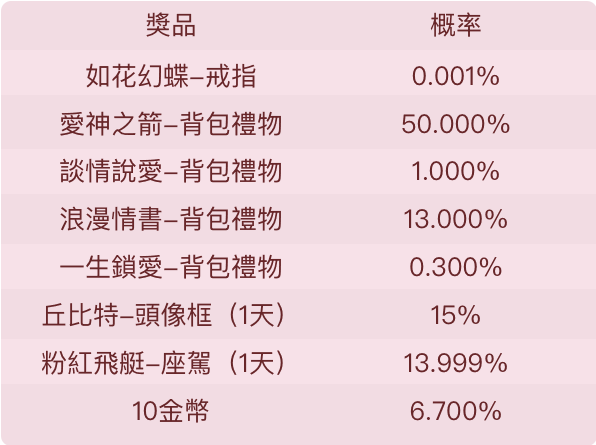 獎品 概率
如花幻蝶–戒指 0.001%
愛神之箭–背包禮物 50.000%
談情說愛–背包禮物 1.000%
浪漫情書–背包禮物 13.000%
一生鎖愛–背包禮物 0.300%
丘比特–頭像框（1天） 15%
粉紅飛艇–座駕（1天） 13.999%
10金幣 6.700%